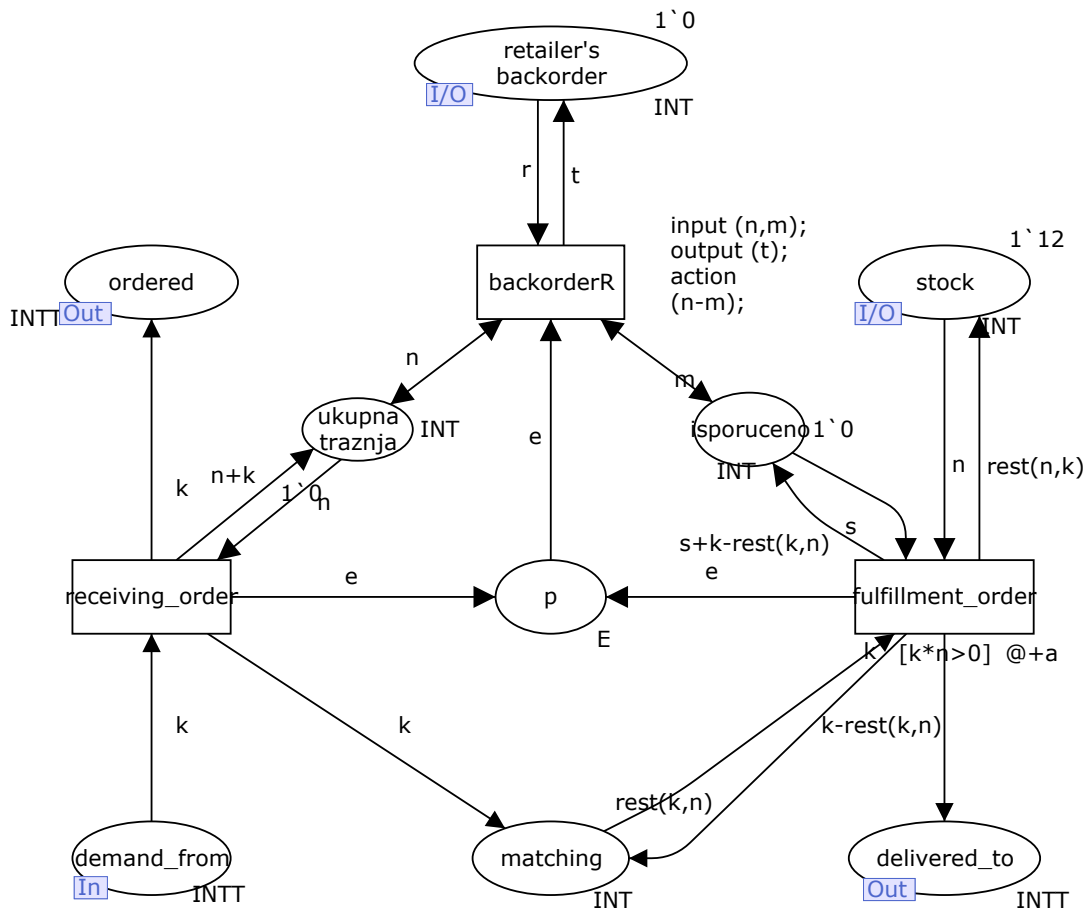 1`0
retailer's
backorder
I/O
INT
r
t
input (n,m);
output (t);
action
(n-m);
1`12
ordered
backorderR
stock
INTT
Out
I/O
INT
n
m
ukupna
traznja
INT
isporuceno
1`0
INT
e
n
rest(n,k)
n+k
k
1`0
n
s
s+k-rest(k,n)
e
e
receiving_order
p
fulfillment_order
E
k
[k*n>0]
@+a
k
k
k-rest(k,n)
rest(k,n)
demand_from
matching
delivered_to
In
INTT
INT
Out
INTT